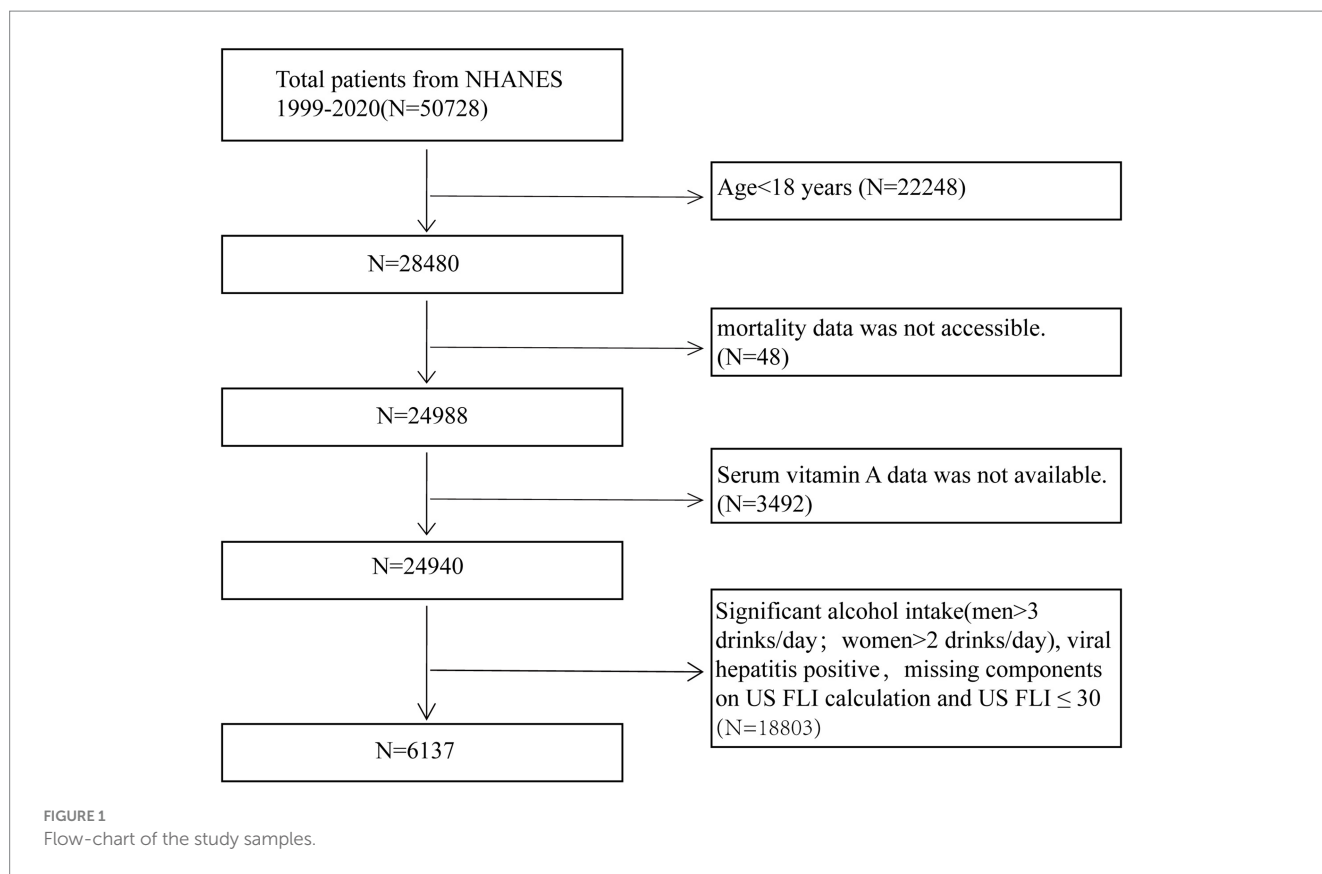 Total patients from NHANES
1999-2020(N=50728)
Age<18 years (N=22248)
N=28480
mortality data was not accessible.
(N=48)
N=24988
Serum vitamin A data was not available.
(N=3492)
N=24940
Significant alcohol intake(men>3
drinks/day； women>2 drinks/day), viral
hepatitis positive， missing components
on US FLI calculation and US FLI ≤ 30
(N=18803)
N=6137
FIGURE 1
Flow-chart of the study samples.